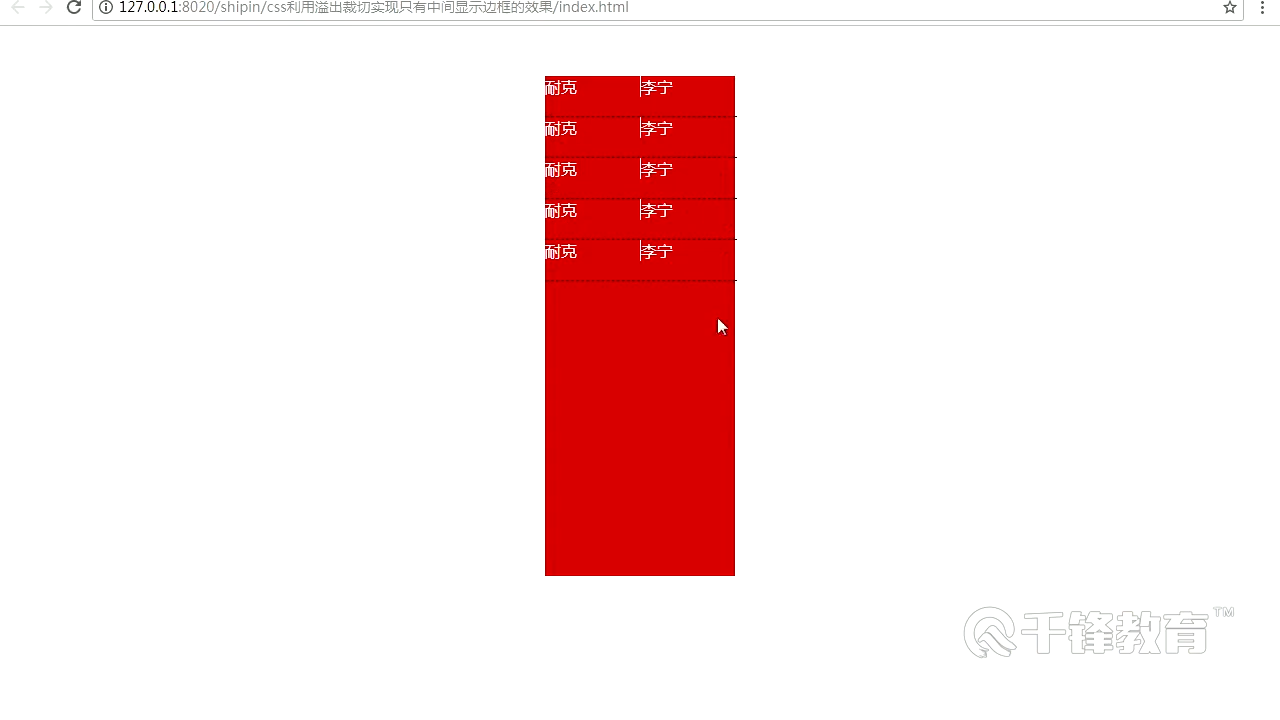 127.0.0.1:8020/shipin/css利用溢出裁切实现只有中间显示边框的效果/index.html
耐克 李宁
耐克 李宁
耐克 李宁
耐克 李宁
耐克 李宁
千锋教育™